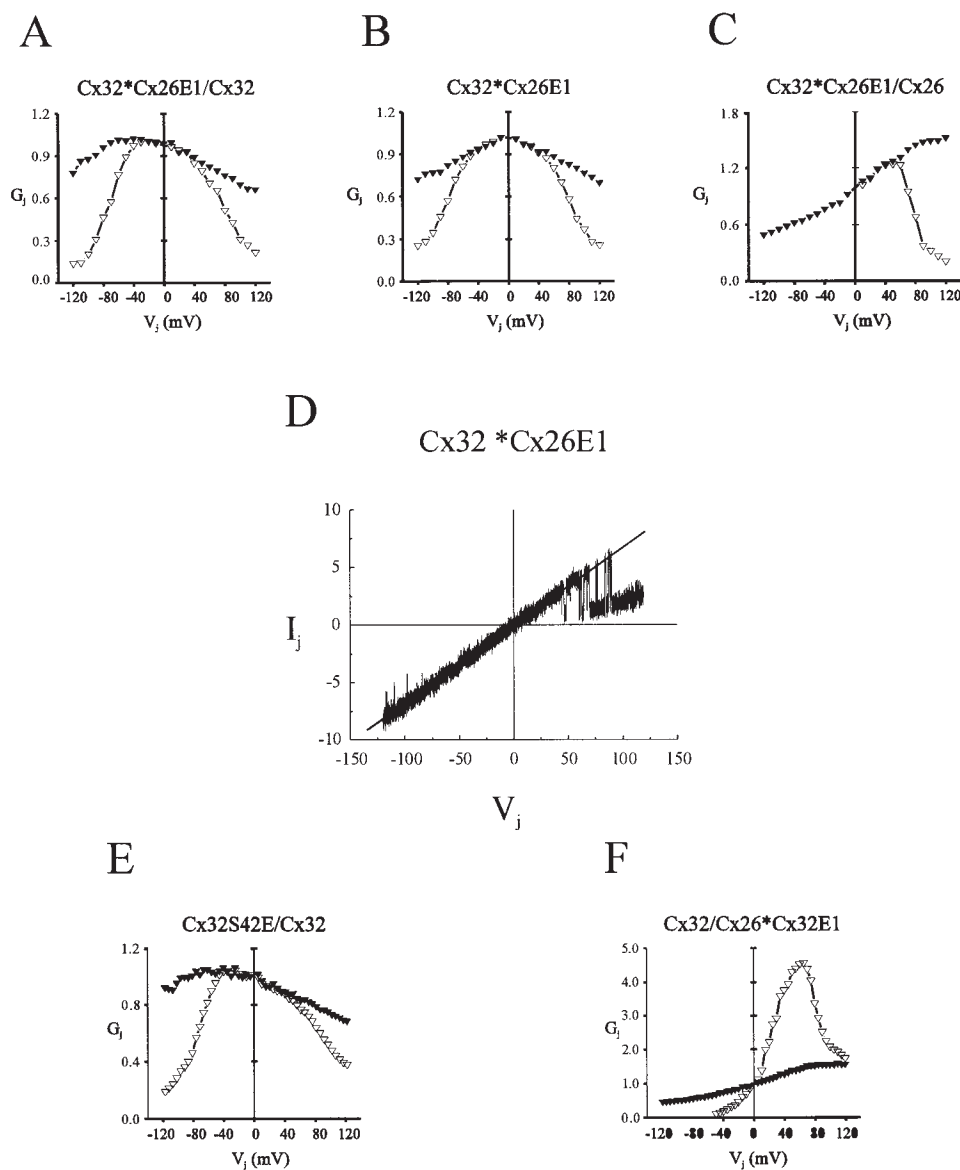 A
B
C
Cx32*Cx26E1/Cx32
Cx32*Cx26E1
Cx32*Cx26E1/Cx26
1.2
0.9
Gj
0.6
0.3
0.0
-120 -80 -40 0 40 80 120
Vj (mV)
1.2
0.9
Gj
0.6
0.3
0.0
-120 -80 -40 0 40 80 120
Vj (mV)
1.8
1.2
Gj
0.6
0.0
-120 -80 -40 0 40 80 120
Vj (mV)
D
Cx32 *Cx26E1
10
5
Ij
0
-5
-10
-150 -100 -50 0 50 100 150
Vj
E
F
Cx32S42E/Cx32
Cx32/Cx26*Cx32E1
1.2
0.8
Gj
0.4
0.0
-120 -80 -40 0 40 80 120
Vj (mV)
5.0
4.0
3.0
Gj
2.0
1.0
0.0
-120 -80 -40 0 40 80 120
Vj (mV)